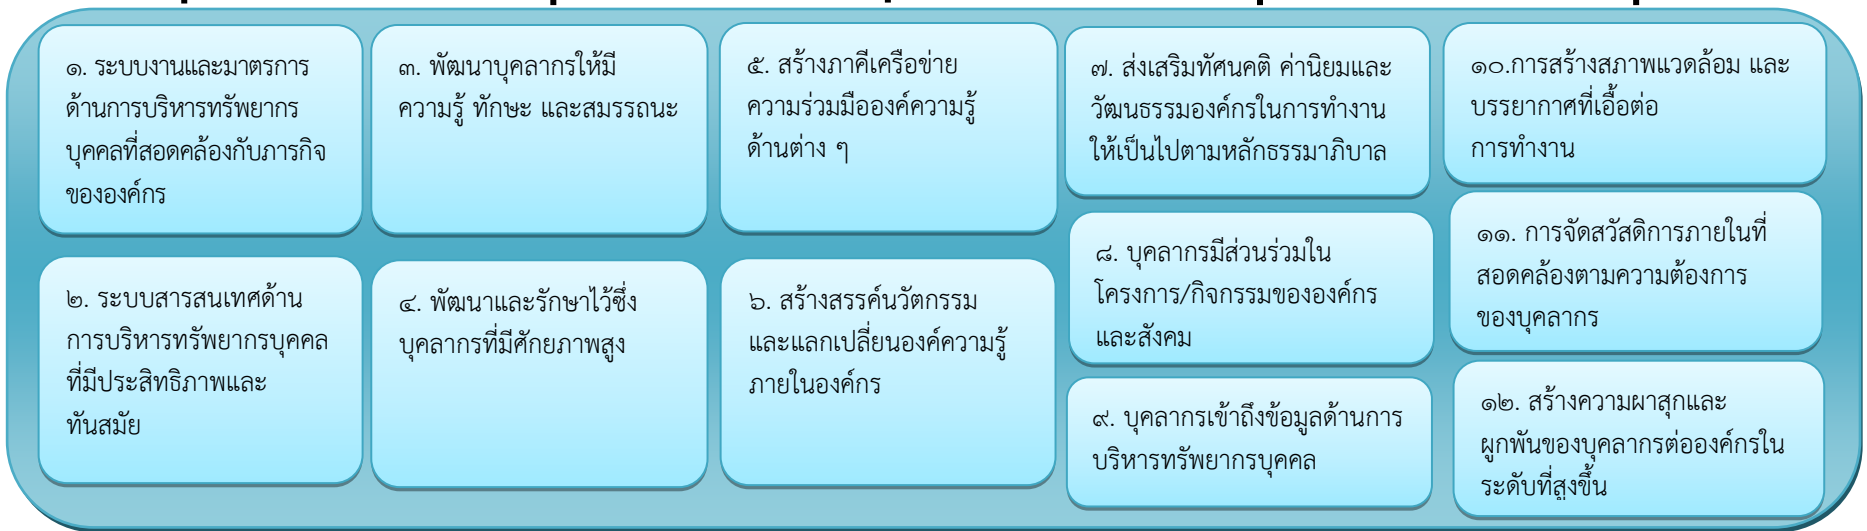 ๑. ระบบงานและมาตรการ
ด้านการบริหารทรัพยากร
บุคคลที่สอดคล้องกับภารกิจ
ขององค์กร
๒. ระบบสารสนเทศด้าน
การบริหารทรัพยากรบุคคล
ที่มีประสิทธิภาพและ
ทันสมัย
๓. พัฒนาบุคลากรให้มี
ความรู้ ทักษะ และสมรรถนะ
๔. พัฒนาและรักษาไว้ซึ่ง
บุคลากรที่มีศักยภาพสูง
๕. สร้างภาคีเครือข่าย
ความร่วมมือองค์ความรู้
ด้านต่าง ๆ
๖. สร้างสรรค์นวัตกรรม
และแลกเปลี่ยนองค์ความรู้
ภายในองค์กร
๗. ส่งเสริมทัศนคติ ค่านิยมและ
วัฒนธรรมองค์กรในการทำงาน
ให้เป็นไปตามหลักธรรมาภิบาล
๘. บุคลากรมีส่วนร่วมใน
โครงการ/กิจกรรมขององค์กร
และสังคม
๙. บุคลากรเข้าถึงข้อมูลด้านการ
บริหารทรัพยากรบุคคล
๑๐.การสร้างสภาพแวดล้อม และ
บรรยากาศที่เอื้อต่อ
การทำงาน
๑๑. การจัดสวัสดิการภายในที่
สอดคล้องตามความต้องการ
ของบุคลากร
๑๒. สร้างความผาสุกและ
ผูกพันของบุคลากรต่อองค์กรใน
ระดับที่สูงขึ้น